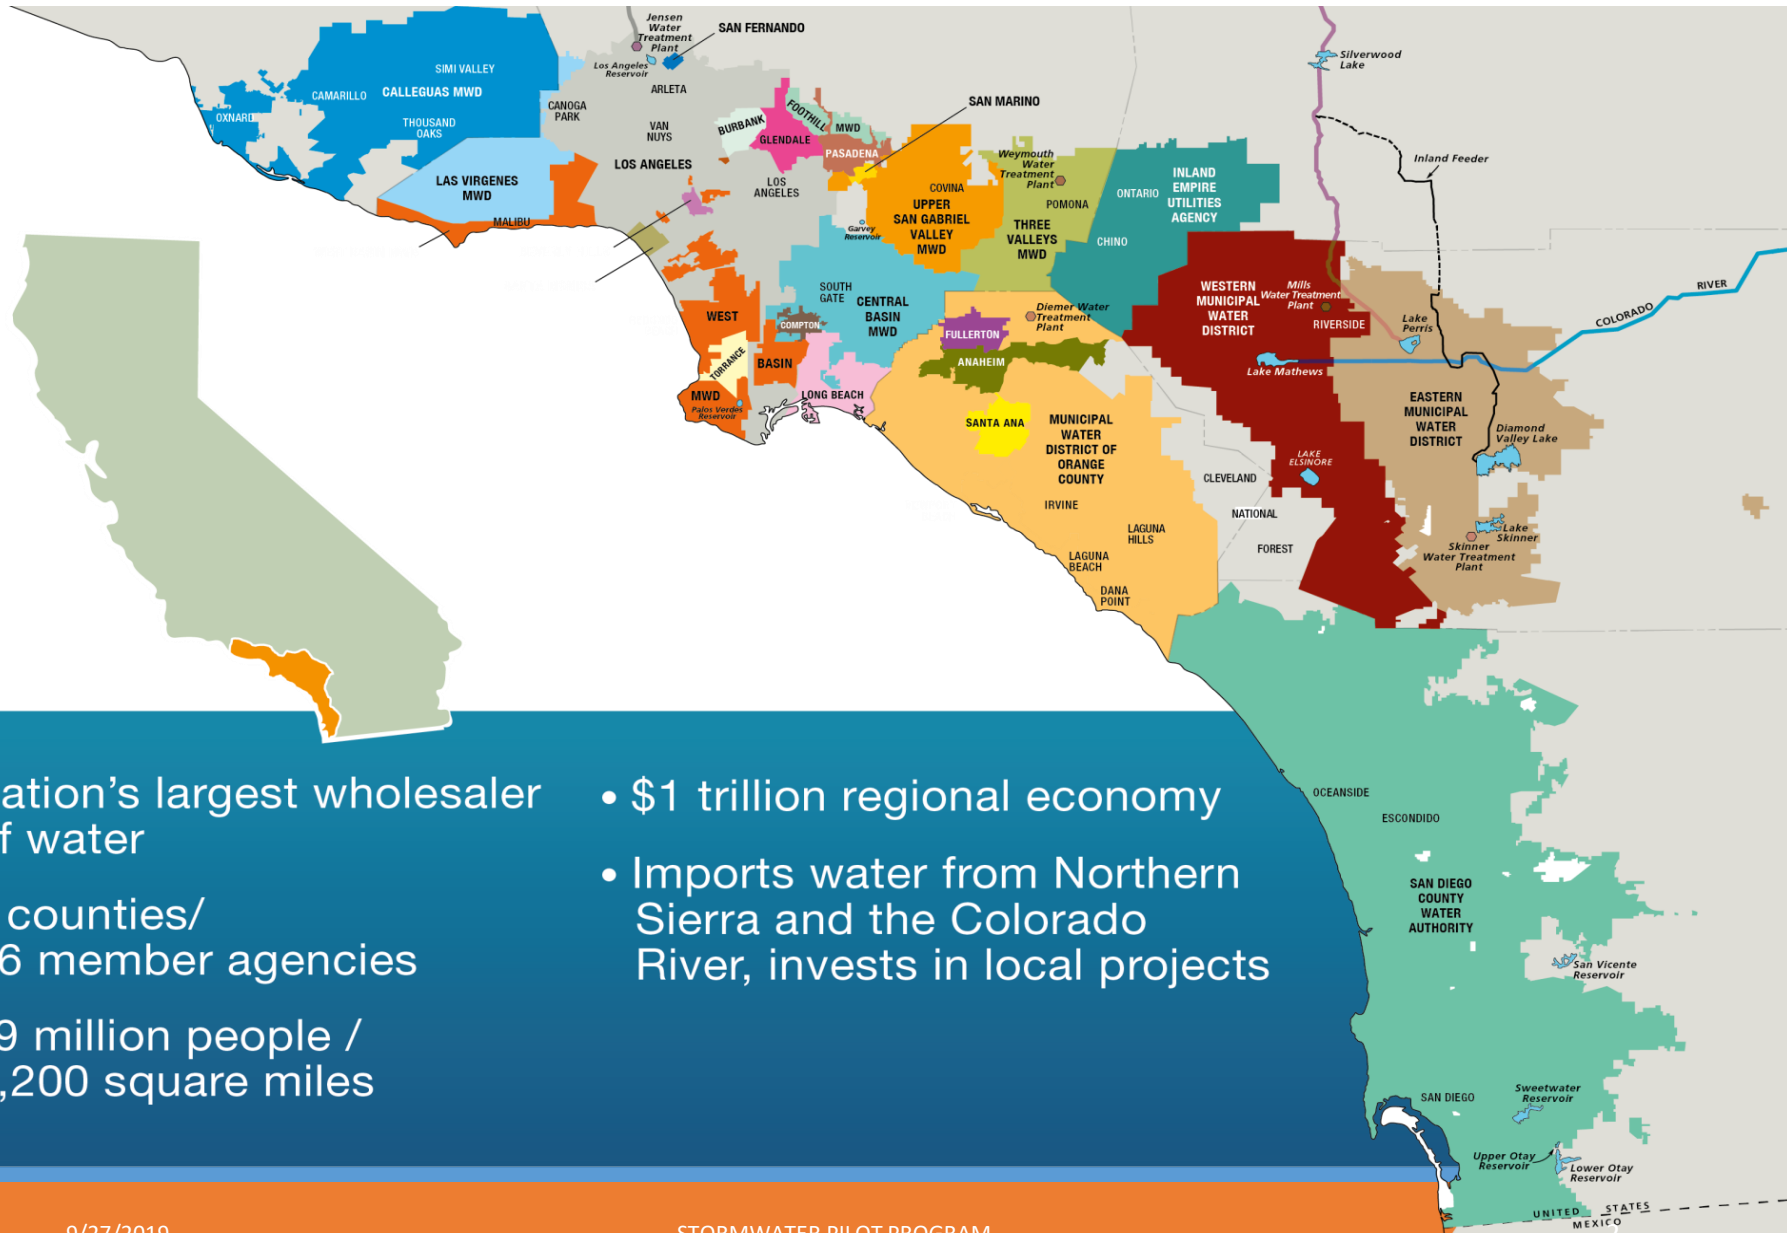 Jensen
Water
Treatment
Plant
SAN FERNANDO
Los Angeles
Reservoir
Silverwood
Lake
SIMI VALLEY
CALLEGUAS MWD
CAMARILLO
OXNARD
THOUSAND
OAKS
CANOGA
PARK
ARLETA
VAN
NUYS
BURBANK
GLENDALE
FOOTHILL
MWD
PASADENA
SAN MARINO
LOS ANGELES
LOS
ANGELES
LAS VIRGENES
MWD
MALIBU
Garvey
Reservoir
COVINA
UPPER
SAN GABRIEL
VALLEY
MWD
Weymouth
Water
Treatment
Plant
POMONA
THREE
VALLEYS
MWD
ONTARIO
INLAND
EMPIRE
UTILITIES
AGENCY
CHINO
Inland Feeder
SOUTH
GATE
CENTRAL
BASIN
MWD
WEST
BASIN
MWD
COMPTON
TORRANCE
Palos Verdes
Reservoir
LONG BEACH
FULLERTON
Diemer Water
Treatment
Plant
ANAHEIM
SANTA ANA
MUNICIPAL
WATER
DISTRICT OF
ORANGE
COUNTY
IRVINE
LAGUNA
HILLS
LAGUNA
BEACH
DANA
POINT
WESTERN
MUNICIPAL
WATER
DISTRICT
Mills
Water Treatment
Plant
RIVERSIDE
Lake
Perris
COLORADO
RIVER
Lake Mathews
EASTERN
MUNICIPAL
WATER
DISTRICT
Diamond
Valley Lake
LAKE
ELSINORE
CLEVELAND
NATIONAL
FOREST
Lake
Skinner
Skinner
Water Treatment
Plant
OCEANSIDE
ESCONDIDO
SAN DIEGO
COUNTY
WATER
AUTHORITY
San Vicente
Reservoir
SAN DIEGO
Sweetwater
Reservoir
Upper Otay
Reservoir
Lower Otay
Reservoir
UNITED STATES
MEXICO
ation's largest wholesaler
f water
counties/
6 member agencies
9 million people /
,200 square miles
• $1 trillion regional economy
• Imports water from Northern
Sierra and the Colorado
River, invests in local projects
9/27/2019
STORMWATER PILOT PROGRAM